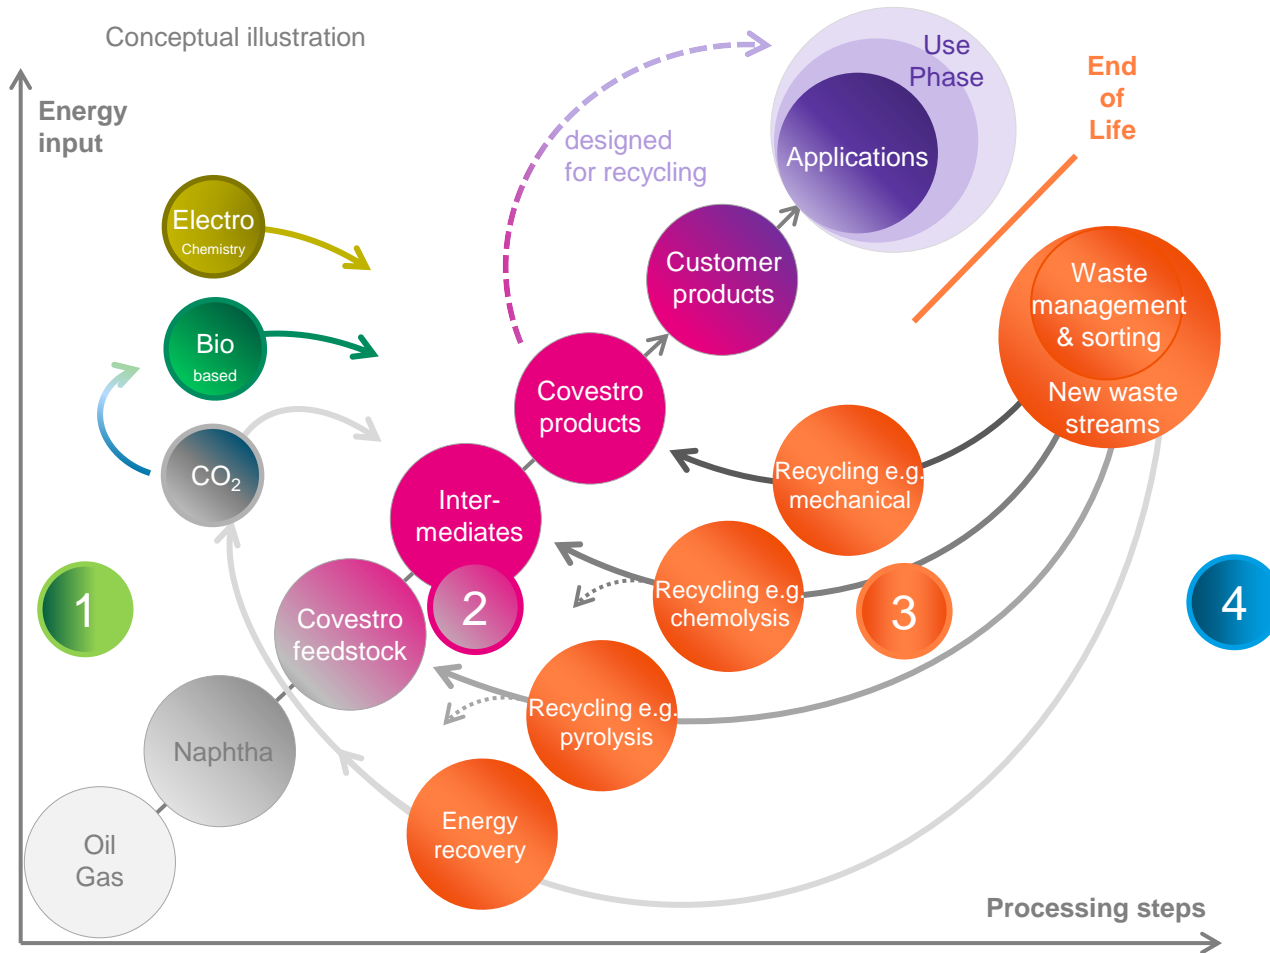 Conceptual illustration
Energy
input
Use
Phase
End
of
Life
designed
for recycling
Applications
Electro
Chemistry
Customer
products
Waste
management
& sorting
New waste
streams
Bio
based
Covestro
products
CO₂
Inter-
mediates
Recycling e.g.
mechanical
1
2
3
4
Recycling e.g.
chemolysis
Covestro
feedstock
Recycling e.g.
pyrolysis
Naphtha
Energy
recovery
Oil
Gas
Processing steps